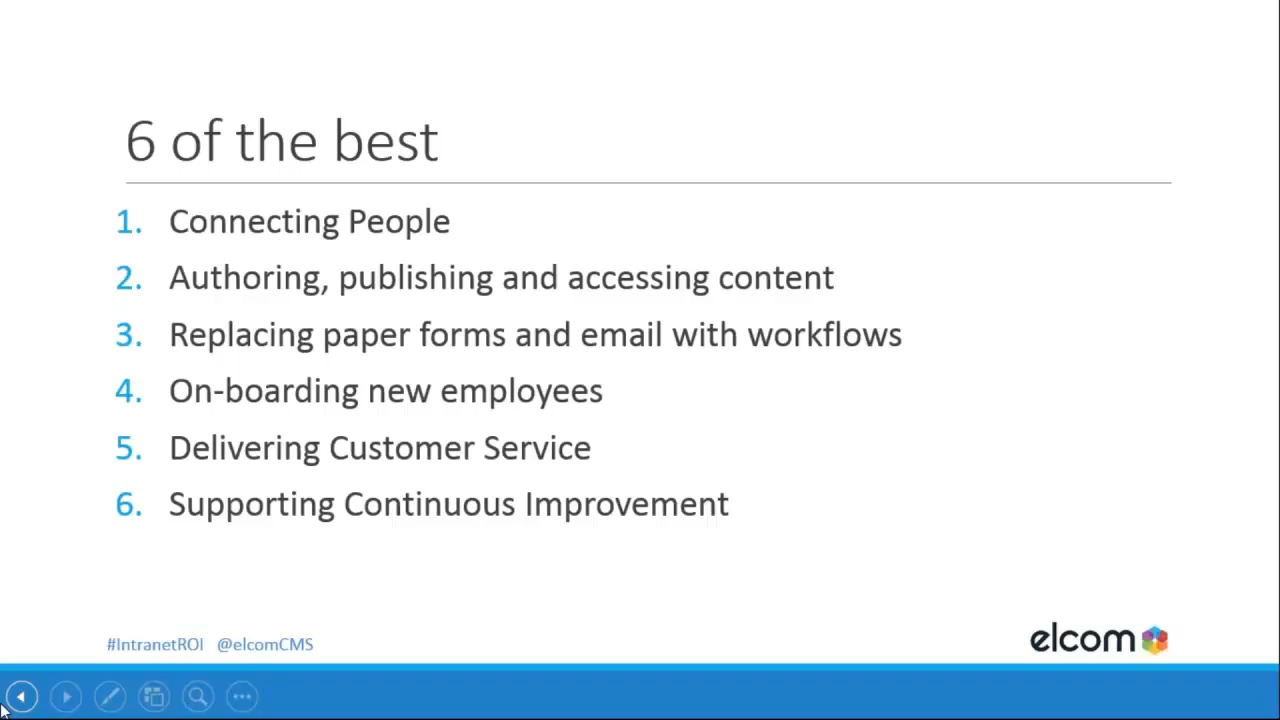 6 of the best
1. Connecting People
2. Authoring, publishing and accessing content
3. Replacing paper forms and email with workflows
4. On-boarding new employees
5. Delivering Customer Service
6. Supporting Continuous Improvement
#IntranetROI @elcomCMS
elcom